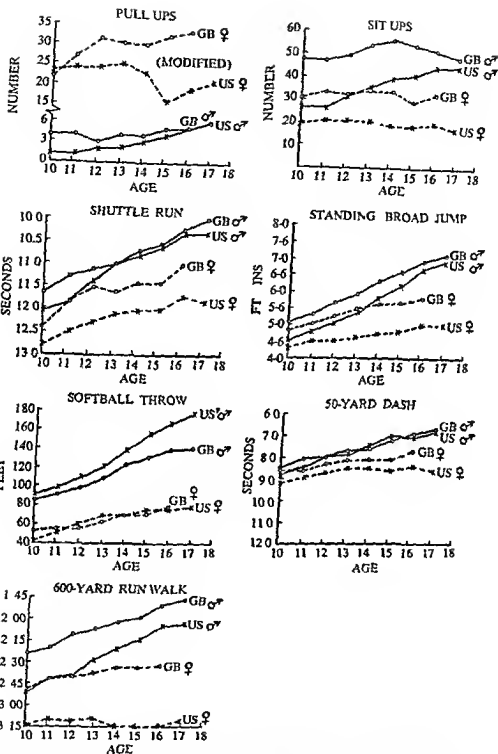 PULL UPS
35
30
25
20
15
6
3
0
NUMBER
GB ♀
(MODIFIED)
US ♀
GB ♂
US ♂
10 11 12 13 14 15 16 17 18
AGE
SIT UPS
60
50
40
30
20
10
NUMBER
GB ♂
US ♂
GB ♀
US ♀
10 11 12 13 14 15 16 17 18
AGE
SHUTTLE RUN
10 0
10.5
11.0
11.5
12.0
12.5
13 0
SECONDS
GB ♂
US ♂
GB ♀
US ♀
10 11 12 13 14 15 16 17 18
AGE
STANDING BROAD JUMP
8-0
7-6
7-0
6-6
6-0
5-6
5-0
4-6
FT INS
GB ♂
US ♂
GB ♀
US ♀
10 11 12 13 14 15 16 17 18
AGE
SOFTBALL THROW
180
160
140
120
100
80
60
40
FEET
US ♂
GB ♂
GB ♀
US ♀
10 11 12 13 14 15 16 17 18
AGE
50-YARD DASH
60
70
80
90
10 0
11 0
12 0
SECONDS
GB ♂
US ♂
GB ♀
US ♀
10 11 12 13 14 15 16 17 18
AGE
600-YARD RUN WALK
1 45
2 00
2 15
2 30
2 45
3 00
3 15
GB ♂
US ♂
GB ♀
US ♀
10 11 12 13 14 15 16 17 18
AGE